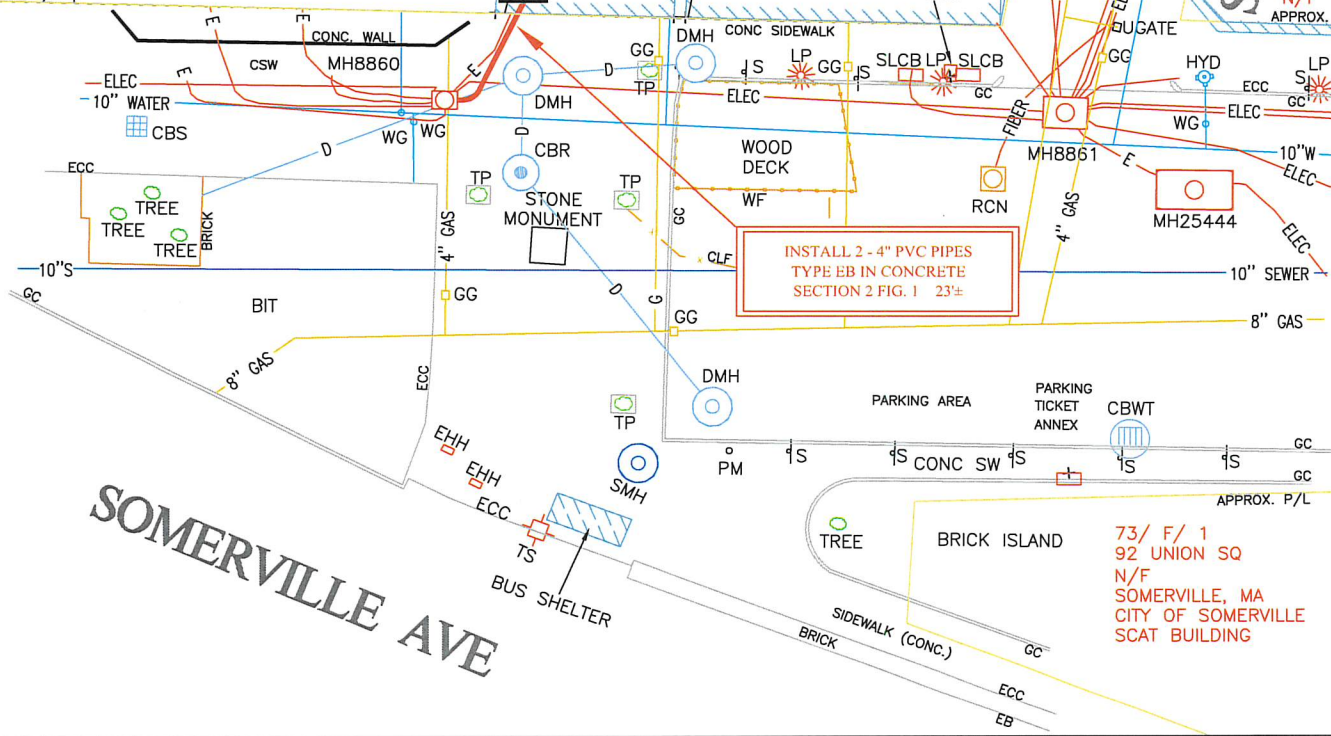 N/F
APPROX.
CONC. WALL
CSW
MH8860
E
E
E
D
GG
TP
DMH
CONC SIDEWALK
S
LP
GG
S
SLCB
LP
SLCB
UGATE
GG
HYD
LP
S
ELEC
10" WATER
CBS
WG
WG
DMH
ELEC
GC
ECC
GC
ELEC
FIBER
WG
D
D
CBR
WOOD
DECK
MH8861
E
10"W
ELEC
ECC
TREE
TREE
TREE
BRICK
TP
STONE
MONUMENT
TP
GC
WF
RCN
MH25444
4" GAS
4" GAS
ELEC
CLF
INSTALL 2 - 4" PVC PIPES
TYPE EB IN CONCRETE
SECTION 2 FIG. 1 23'±
10"S
10" SEWER
GC
BIT
GG
D
G
GG
8" GAS
8" GAS
ECC
DMH
TP
PARKING AREA
PARKING
TICKET
ANNEX
CBWT
EHH
EHH
ECC
SMH
PM
S
S
CONC SW
S
S
S
GC
GC
APPROX. P/L
SOMERVILLE AVE
TS
BUS SHELTER
TREE
BRICK ISLAND
73/ F/ 1
92 UNION SQ
N/F
SOMERVILLE, MA
CITY OF SOMERVILLE
SCAT BUILDING
SIDEWALK (CONC.)
BRICK
GC
ECC
EB